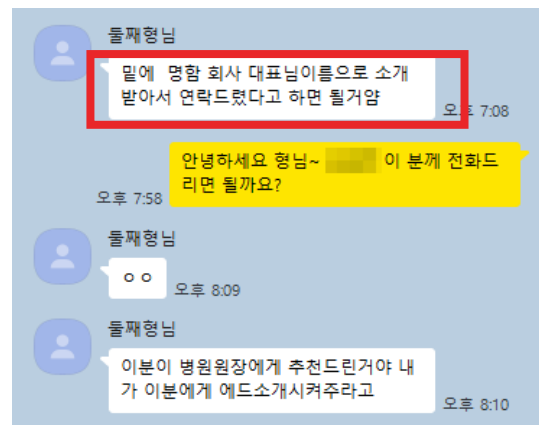 둘째형님
밑에 명함 회사 대표님이름으로 소개
받아서 연락드렸다고 하면 될거얌
오후 7:08
안녕하세요 형님~ 이 분께 전화드
리면 될까요?
오후 7:58
둘째형님
ㅇㅇ
오후 8:09
둘째형님
이분이 병원원장에게 추천드린거야 내
가 이분에게 에드소개시켜주라고
오후 8:10